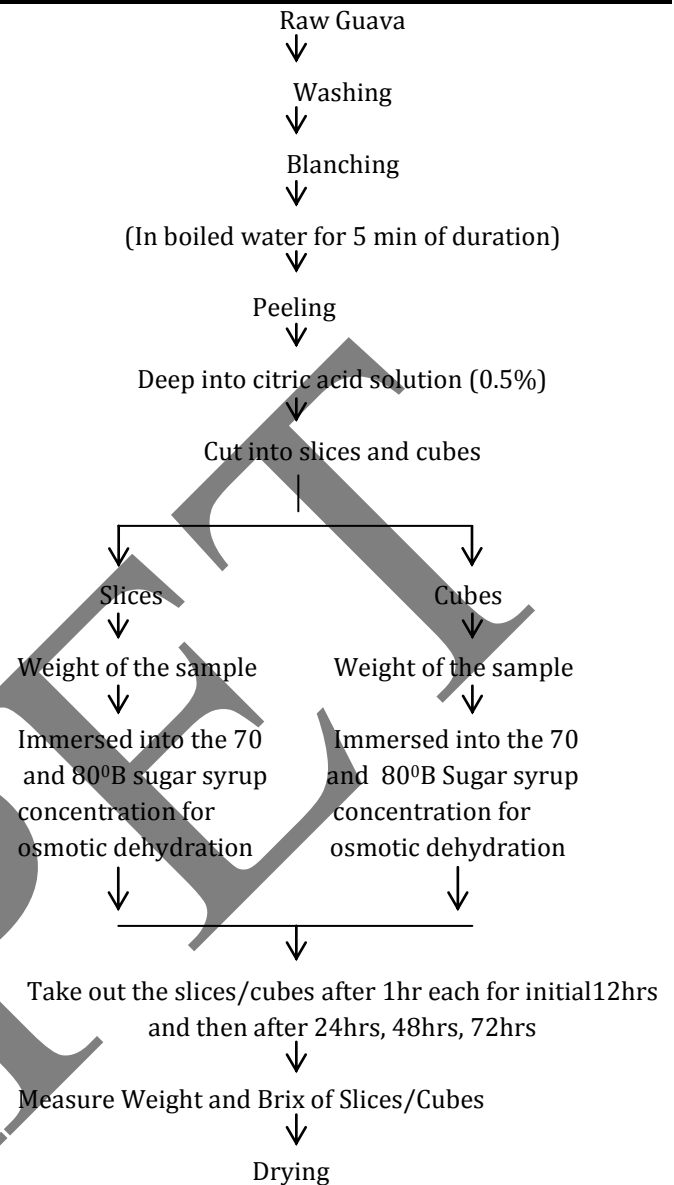 Raw Guava
Washing
Blanching
(In boiled water for 5 min of duration)
Peeling
Deep into citric acid solution (0.5%)
Cut into slices and cubes
Slices
Cubes
Weight of the sample
Weight of the sample
Immersed into the 70
and 80⁰B sugar syrup
concentration for
osmotic dehydration
Immersed into the 70
and 80⁰B Sugar syrup
concentration for
osmotic dehydration
Take out the slices/cubes after 1hr each for initial12hrs
and then after 24hrs, 48hrs, 72hrs
Measure Weight and Brix of Slices/Cubes
Drying
PET